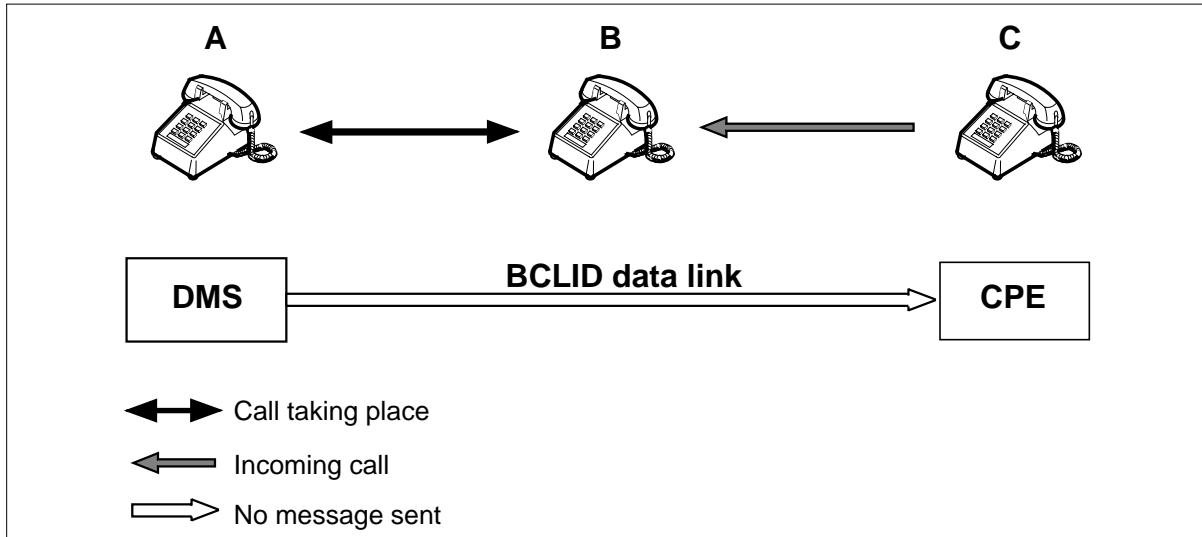 A
B
C
BCLID data link
DMS
CPE
Call taking place
Incoming call
No message sent